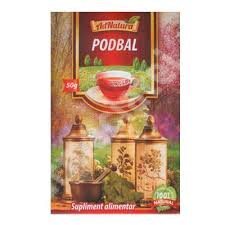 AdNatura
PODBAL
50g
100%
NATURAL
Supliment alimentar